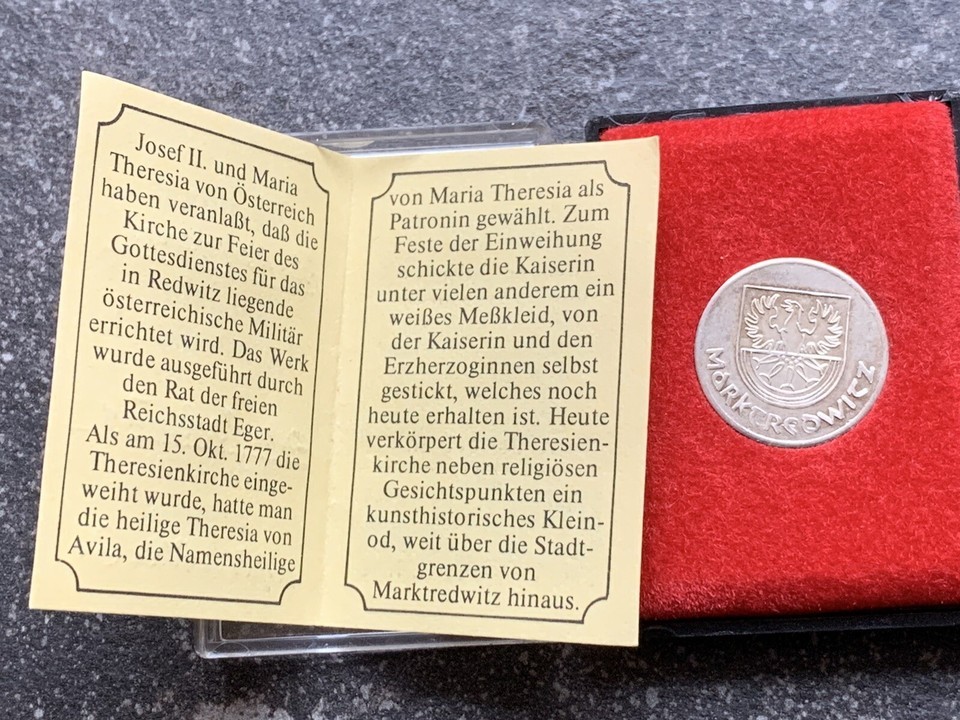 Josef II. und Maria
Theresia von Österreich
haben veranlaßt, daß die
Kirche zur Feier des
Gottesdienstes für das
in Redwitz liegende
österreichische Militär
errichtet wird. Das Werk
wurde ausgeführt durch
den Rat der freien
Reichsstadt Eger.
Als am 15. Okt. 1777 die
Theresienkirche einge-
weiht wurde, hatte man
die heilige Theresia von
Avila, die Namensheilige
von Maria Theresia als
Patronin gewählt. Zum
Feste der Einweihung
schickte die Kaiserin
unter vielen anderem ein
weißes Meßkleid, von
der Kaiserin und den
Erzherzoginnen selbst
gestickt, welches noch
heute erhalten ist. Heute
verkörpert die Theresien-
kirche neben religiösen
Gesichtspunkten ein
kunsthistorisches Klein-
od, weit über die Stadt-
grenzen von
Marktredwitz hinaus.
MARKTREDWITZ